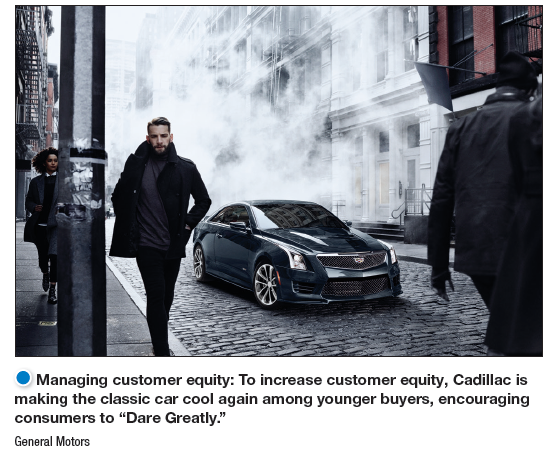 Managing customer equity: To increase customer equity, Cadillac is
making the classic car cool again among younger buyers, encouraging
consumers to “Dare Greatly.”
General Motors